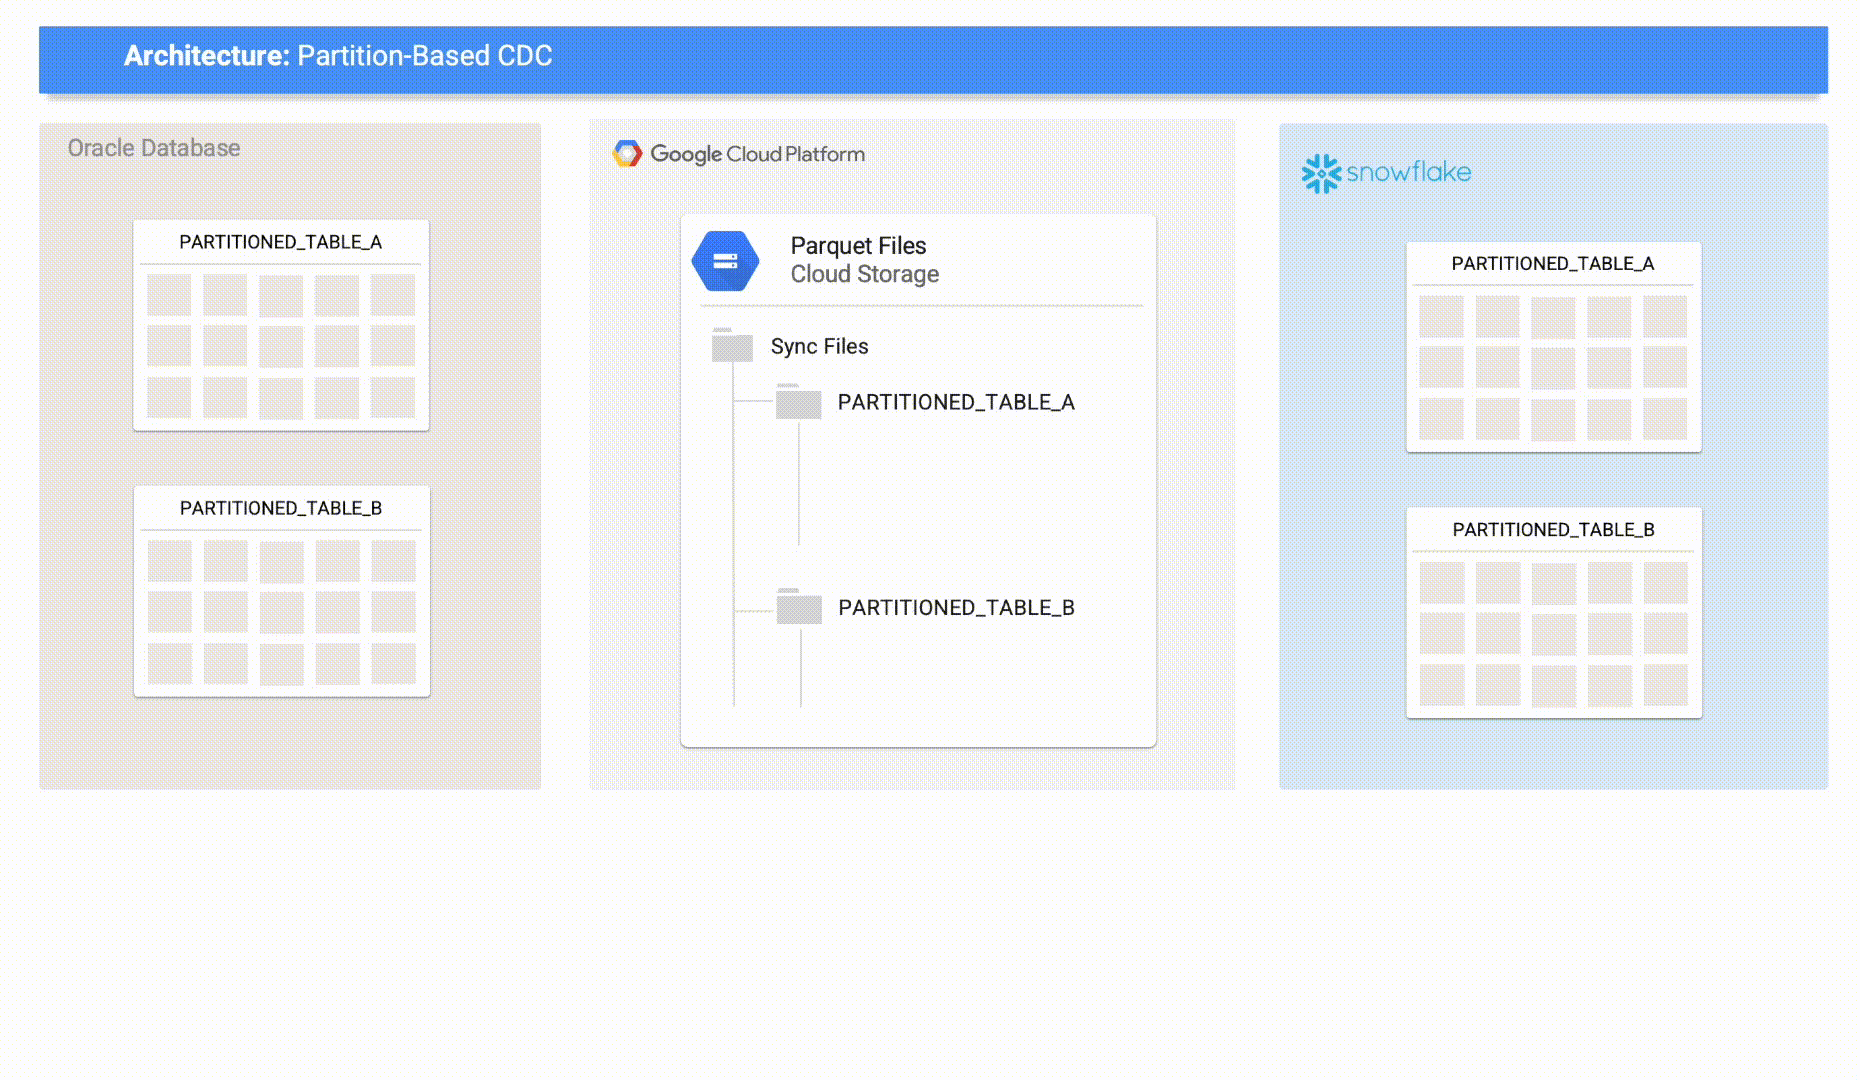 Architecture: Partition-Based CDC
Oracle Database
PARTITIONED_TABLE_A
PARTITIONED_TABLE_B
Google Cloud Platform
Parquet Files
Cloud Storage
Sync Files
PARTITIONED_TABLE_A
PARTITIONED_TABLE_B
snowflake
PARTITIONED_TABLE_A
PARTITIONED_TABLE_B